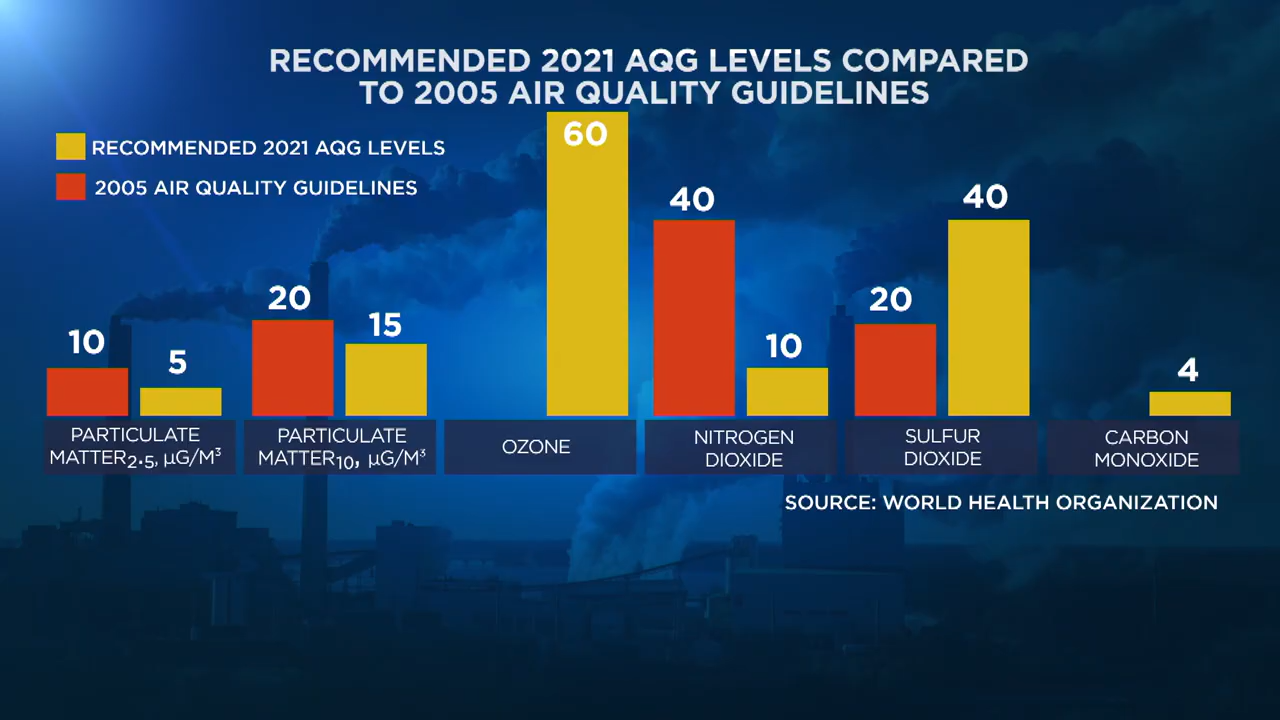 RECOMMENDED 2021 AQG LEVELS COMPARED
TO 2005 AIR QUALITY GUIDELINES
RECOMMENDED 2021 AQG LEVELS
2005 AIR QUALITY GUIDELINES
10
5
20
15
60
40
10
20
40
4
PARTICULATE
MATTER₂.₅, µG/M³
PARTICULATE
MATTER₁₀, µG/M³
OZONE
NITROGEN
DIOXIDE
SULFUR
DIOXIDE
CARBON
MONOXIDE
SOURCE: WORLD HEALTH ORGANIZATION